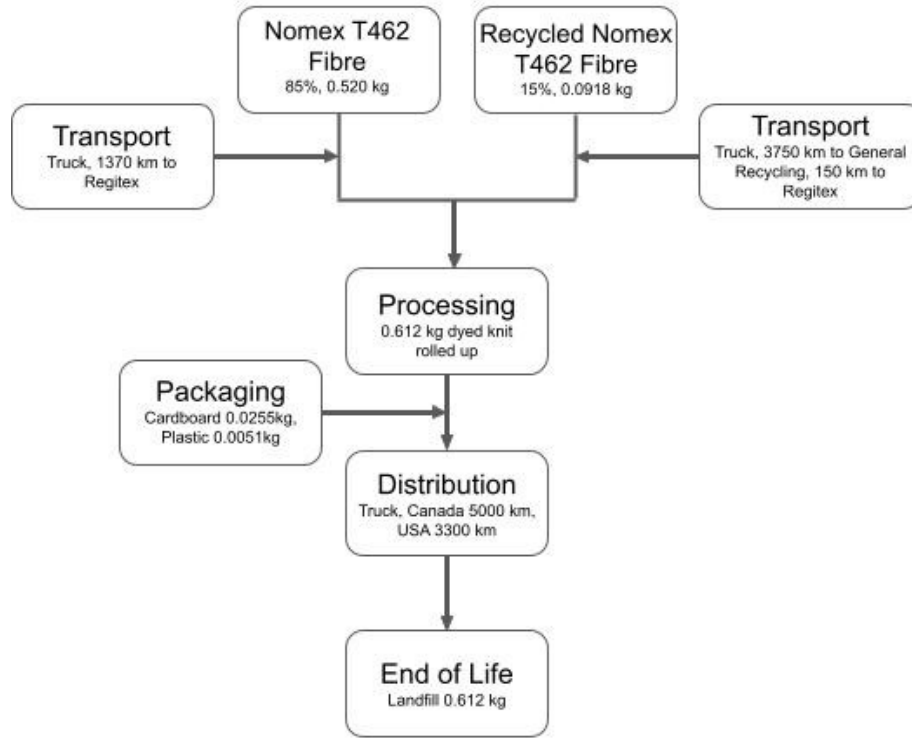 Nomex T462
Fibre
85%, 0.520 kg
Recycled Nomex
T462 Fibre
15%, 0.0918 kg
Transport
Truck, 1370 km to
Regitex
Transport
Truck, 3750 km to General
Recycling, 150 km to
Regitex
Processing
0.612 kg dyed knit
rolled up
Packaging
Cardboard 0.0255kg,
Plastic 0.0051kg
Distribution
Truck, Canada 5000 km,
USA 3300 km
End of Life
Landfill 0.612 kg